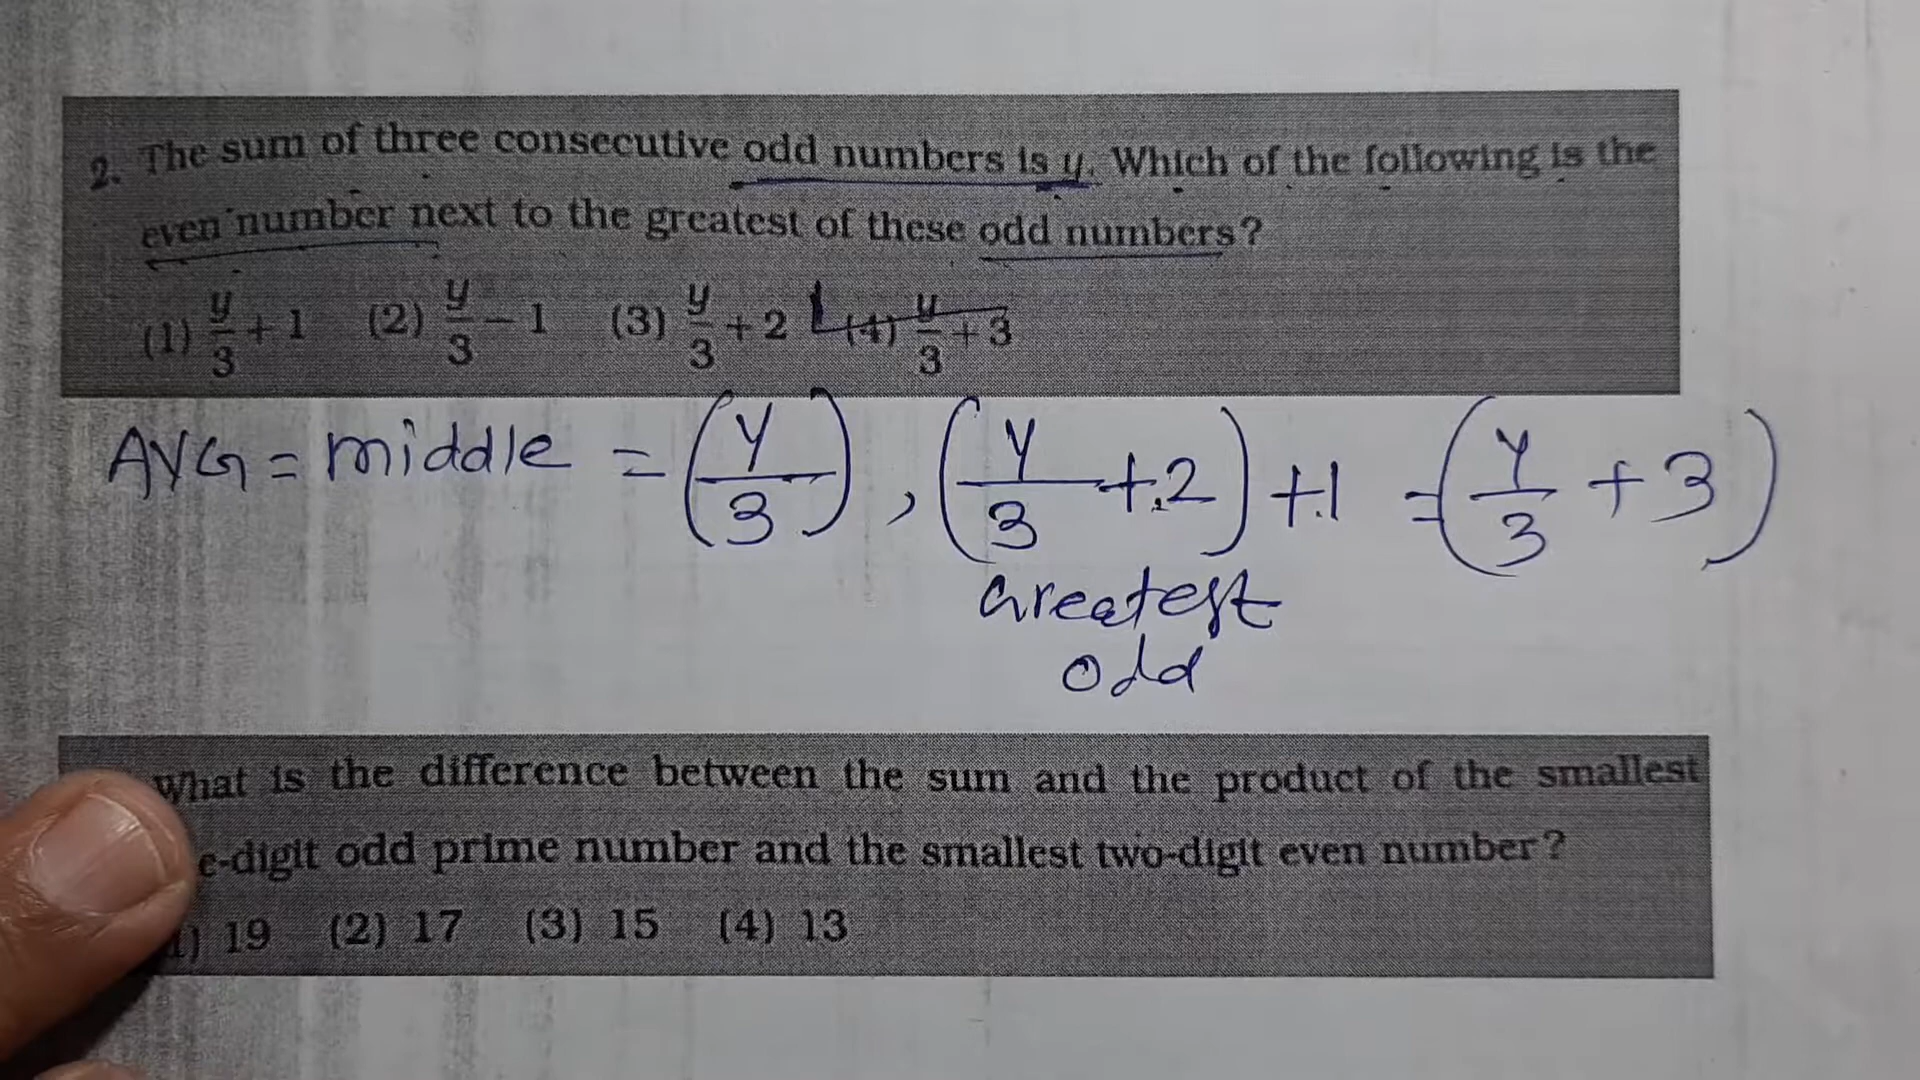 2. The sum of three consecutive odd numbers is y. Which of the following is the
even number next to the greatest of these odd numbers?
(1) y/3 + 1 (2) y/3 - 1 (3) y/3 + 2 (4) y/3 + 3
AVG = middle = (y/3), (y/3 + 2) + 1 = (y/3 + 3)
Greatest
odd
What is the difference between the sum and the product of the smallest
e-digit odd prime number and the smallest two-digit even number?
1) 19 (2) 17 (3) 15 (4) 13